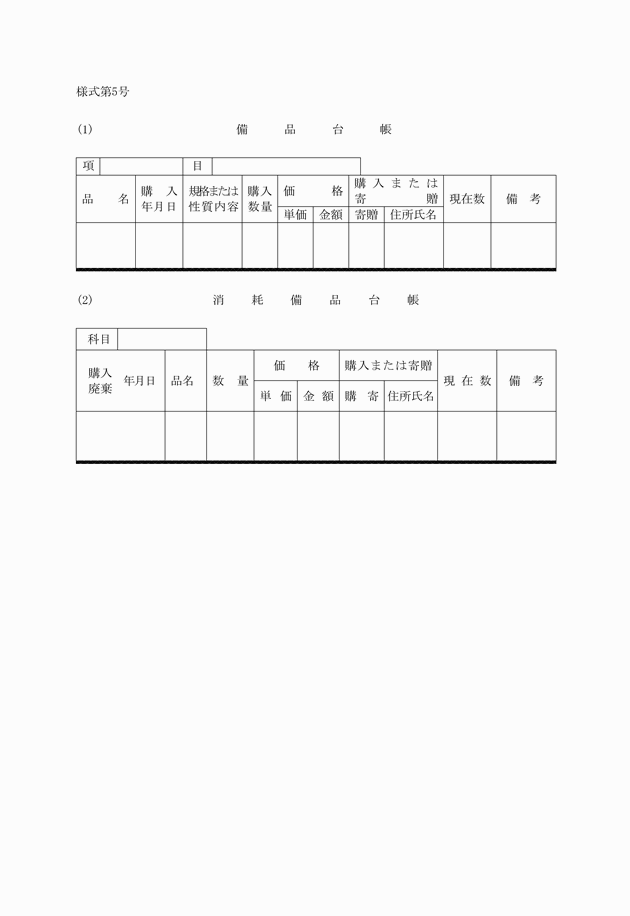 様式第5号
(1) 備品台帳
項 目
品名 購入年月日 規格または性質内容 購入数量 価格 購入または寄贈 現在数 備考
単価 金額 寄贈 住所氏名
(2) 消耗備品台帳
科目
購入廃棄 年月日 品名 数量 価格 購入または寄贈 現在数 備考
単価 金額 購寄 住所氏名